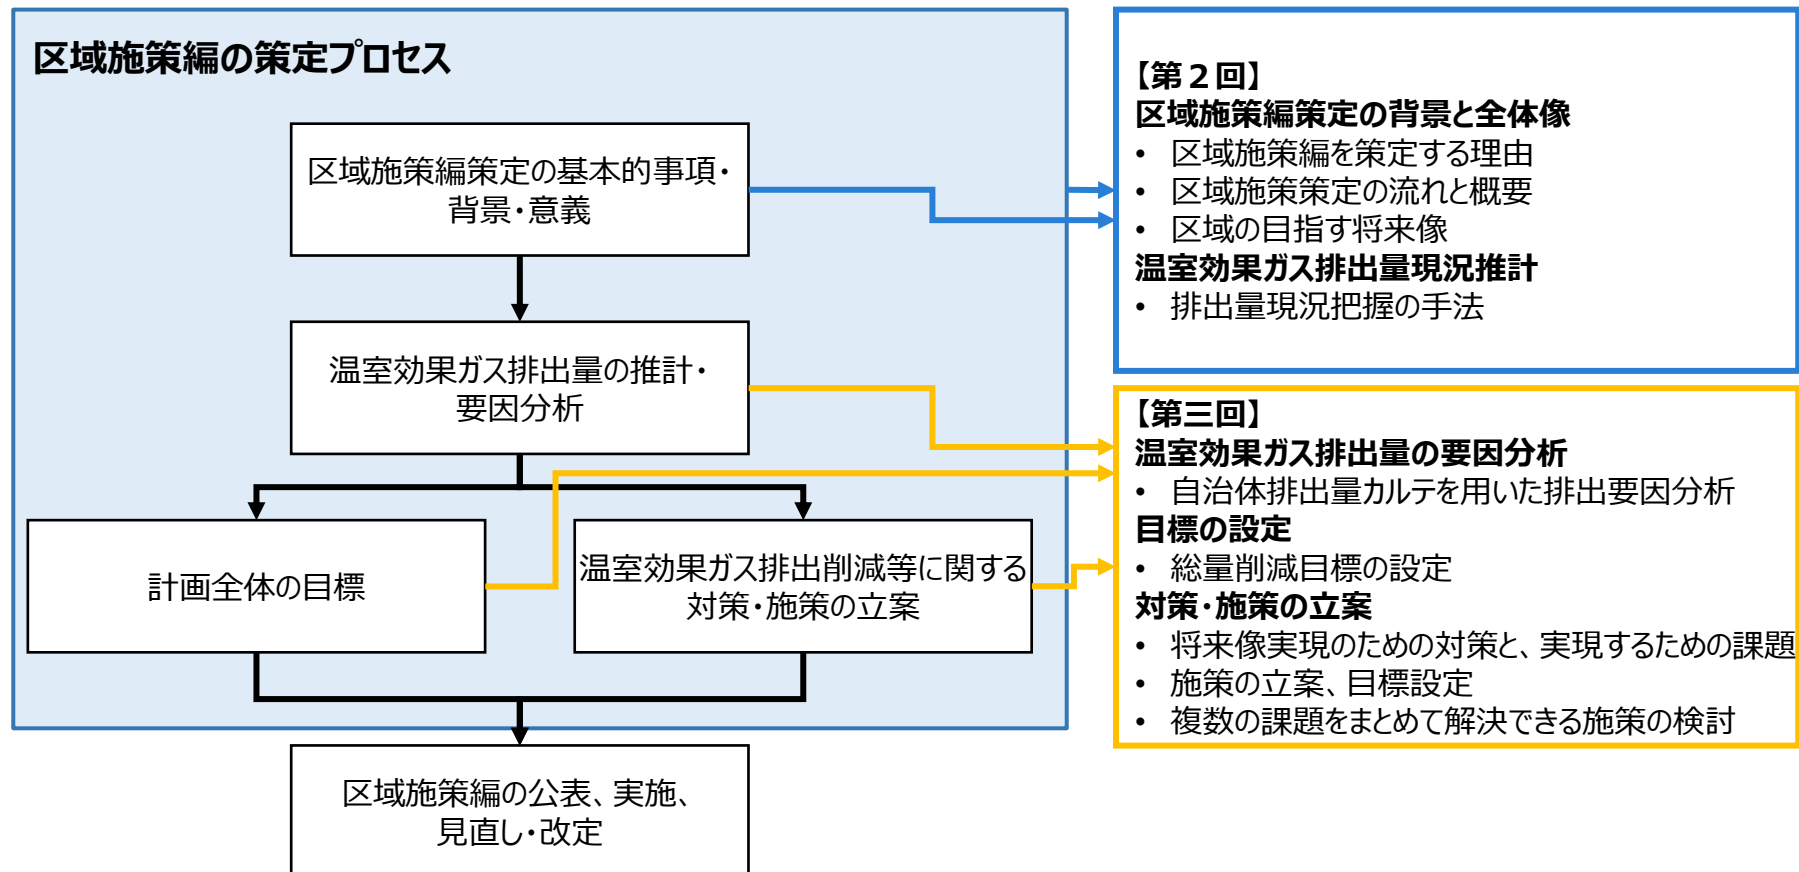 区域施策編の策定プロセス
区域施策編策定の基本的事項・
背景・意義
温室効果ガス排出量の推計・
要因分析
計画全体の目標
温室効果ガス排出削減等に関する
対策・施策の立案
区域施策編の公表、実施、
見直し・改定
【第２回】
区域施策編策定の背景と全体像
• 区域施策編を策定する理由
• 区域施策策定の流れと概要
• 区域の目指す将来像
温室効果ガス排出量現況推計
• 排出量現況把握の手法
【第三回】
温室効果ガス排出量の要因分析
• 自治体排出量カルテを用いた排出要因分析
目標の設定
• 総量削減目標の設定
対策・施策の立案
• 将来像実現のための対策と、実現するための課題
• 施策の立案、目標設定
• 複数の課題をまとめて解決できる施策の検討